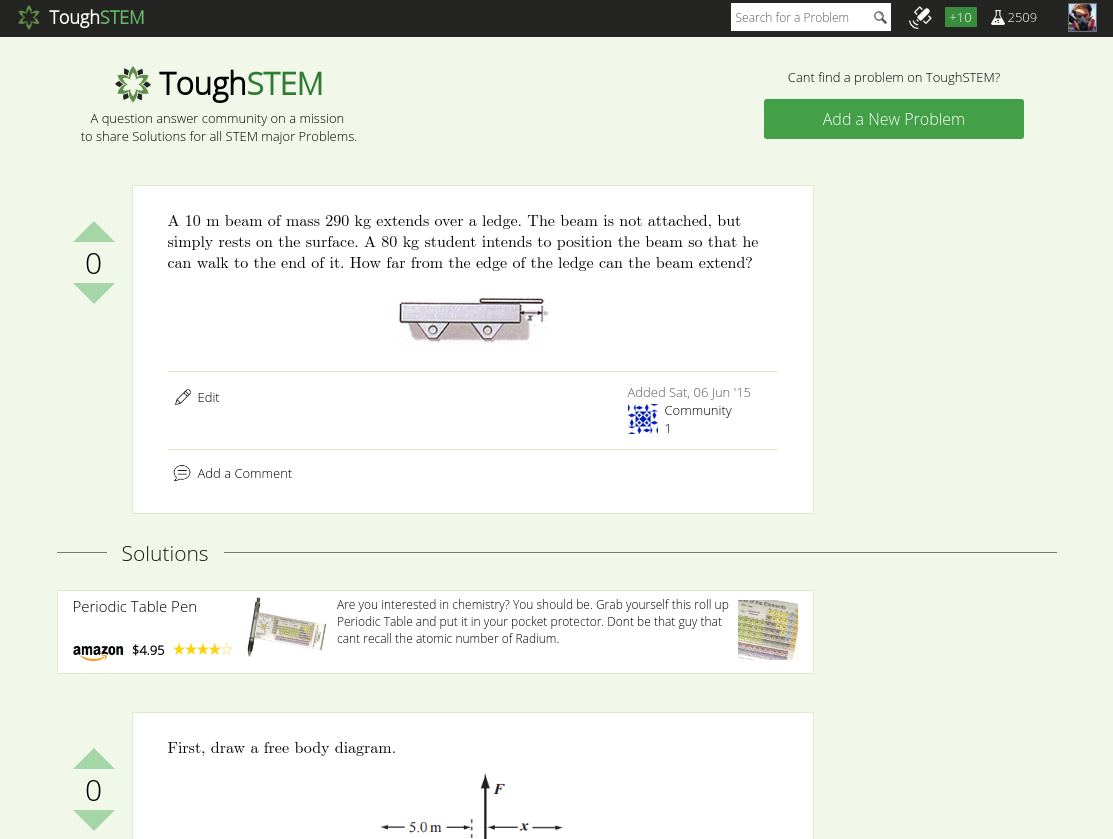 ToughSTEM
Search for a Problem
+10
2509
ToughSTEM
A question answer community on a mission
to share Solutions for all STEM major Problems.
Cant find a problem on ToughSTEM?
Add a New Problem
0
A 10 m beam of mass 290 kg extends over a ledge. The beam is not attached, but
simply rests on the surface. A 80 kg student intends to position the beam so that he
can walk to the end of it. How far from the edge of the ledge can the beam extend?
x
Edit
Added Sat, 06 Jun '15
Community
1
Add a Comment
Solutions
Periodic Table Pen
amazon $4.95
Are you interested in chemistry? You should be. Grab yourself this roll up
Periodic Table and put it in your pocket protector. Dont be that guy that
cant recall the atomic number of Radium.
0
First, draw a free body diagram.
F
5.0 m
x